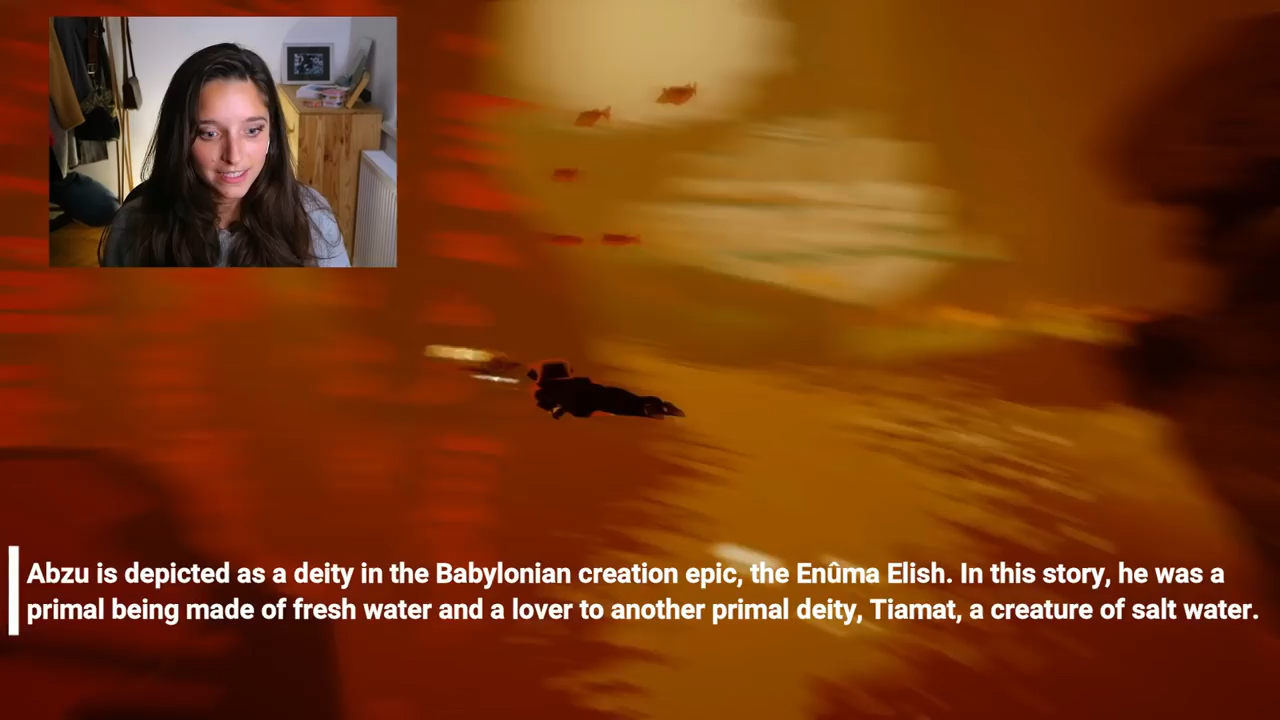 Abzu is depicted as a deity in the Babylonian creation epic, the Enûma Elish. In this story, he was a
primal being made of fresh water and a lover to another primal deity, Tiamat, a creature of salt water.